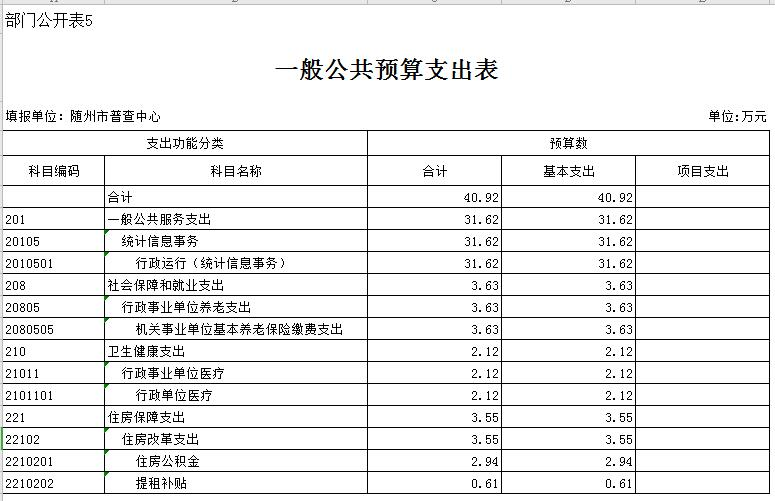 部门公开表5
一般公共预算支出表
填报单位：随州市普查中心 单位:万元
支出功能分类 预算数
科目编码 科目名称 合计 基本支出 项目支出
合计 40.92 40.92
201 一般公共服务支出 31.62 31.62
20105 统计信息事务 31.62 31.62
2010501 行政运行（统计信息事务） 31.62 31.62
208 社会保障和就业支出 3.63 3.63
20805 行政事业单位养老支出 3.63 3.63
2080505 机关事业单位基本养老保险缴费支出 3.63 3.63
210 卫生健康支出 2.12 2.12
21011 行政事业单位医疗 2.12 2.12
2101101 行政单位医疗 2.12 2.12
221 住房保障支出 3.55 3.55
22102 住房改革支出 3.55 3.55
2210201 住房公积金 2.94 2.94
2210202 提租补贴 0.61 0.61